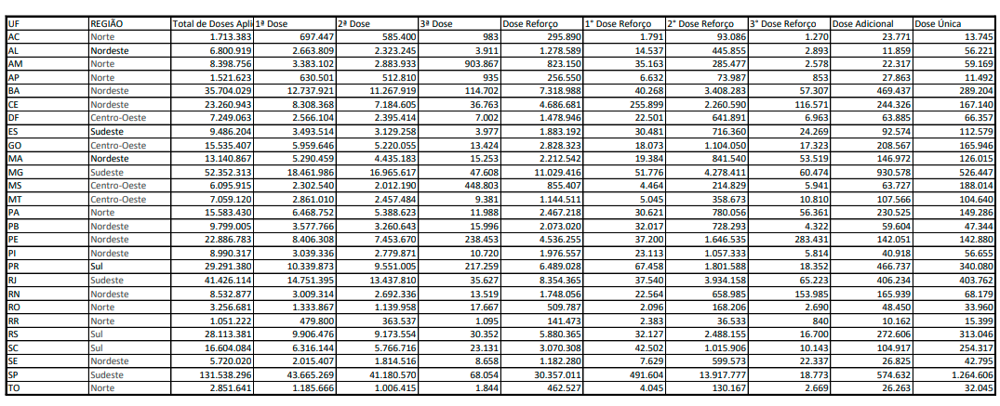 UF REGIÃO Total de Doses Apli 1ª Dose 2ª Dose 3ª Dose Dose Reforço 1° Dose Reforço 2° Dose Reforço 3° Dose Reforço Dose Adicional Dose Única
AC Norte 1.713.383 697.447 585.400 983 295.890 1.791 93.086 1.270 23.771 13.745
AL Nordeste 6.800.919 2.663.809 2.323.245 3.911 1.278.589 14.537 445.855 2.893 11.859 56.221
AM Norte 8.398.756 3.383.102 2.883.933 903.867 823.150 35.163 285.477 2.578 22.317 59.169
AP Norte 1.521.623 630.501 512.810 935 256.550 6.632 73.987 853 27.863 11.492
BA Nordeste 35.704.029 12.737.921 11.267.919 114.702 7.318.988 40.268 3.408.283 57.307 469.437 289.204
CE Nordeste 23.260.943 8.308.368 7.184.605 36.763 4.686.681 255.899 2.260.590 116.571 244.326 167.140
DF Centro-Oeste 7.249.063 2.566.104 2.395.414 7.002 1.478.946 22.501 641.891 6.963 63.885 66.357
ES Sudeste 9.486.204 3.493.514 3.129.258 3.977 1.883.192 30.481 716.360 24.269 92.574 112.579
GO Centro-Oeste 15.535.407 5.959.646 5.220.055 13.424 2.828.323 18.073 1.104.050 17.323 208.567 165.946
MA Nordeste 13.140.867 5.290.459 4.435.183 15.253 2.212.542 19.384 841.540 53.519 146.972 126.015
MG Sudeste 52.352.313 18.461.986 16.965.617 47.608 11.029.416 51.776 4.278.411 60.474 930.578 526.447
MS Centro-Oeste 6.095.915 2.302.540 2.012.190 448.803 855.407 4.464 214.829 5.941 63.727 188.014
MT Centro-Oeste 7.059.120 2.861.010 2.457.484 9.381 1.144.511 5.045 358.673 10.810 107.566 104.640
PA Norte 15.583.430 6.468.752 5.388.623 11.988 2.467.218 30.621 780.056 56.361 230.525 149.286
PB Nordeste 9.799.005 3.577.766 3.260.643 15.996 2.073.020 32.017 728.293 4.322 59.604 47.344
PE Nordeste 22.886.783 8.406.308 7.453.670 238.453 4.536.255 37.200 1.646.535 283.431 142.051 142.880
PI Nordeste 8.990.317 3.039.336 2.779.871 10.720 1.976.557 23.113 1.057.333 5.814 40.918 56.655
PR Sul 29.291.380 10.339.873 9.551.005 217.259 6.489.028 67.458 1.801.588 18.352 466.737 340.080
RJ Sudeste 41.426.114 14.751.395 13.437.810 35.627 8.354.365 37.540 3.934.158 65.223 406.234 403.762
RN Nordeste 8.532.877 3.009.314 2.692.336 13.519 1.748.056 22.564 658.985 153.985 165.939 68.179
RO Norte 3.256.681 1.333.867 1.139.958 17.667 509.787 2.096 168.206 2.690 48.450 33.960
RR Norte 1.051.222 479.800 363.537 1.095 141.473 2.383 36.533 840 10.162 15.399
RS Sul 28.113.381 9.906.476 9.173.554 30.352 5.880.365 32.127 2.488.155 16.700 272.606 313.046
SC Sul 16.604.084 6.316.144 5.766.716 23.131 3.070.308 42.502 1.015.906 10.143 104.917 254.317
SE Nordeste 5.720.020 2.015.407 1.814.516 8.658 1.182.280 7.629 599.573 22.337 26.825 42.795
SP Sudeste 131.538.296 43.665.269 41.180.570 68.054 30.357.011 491.604 13.917.777 18.773 574.632 1.264.606
TO Norte 2.851.641 1.185.666 1.006.415 1.844 462.527 4.045 130.167 2.669 26.263 32.045